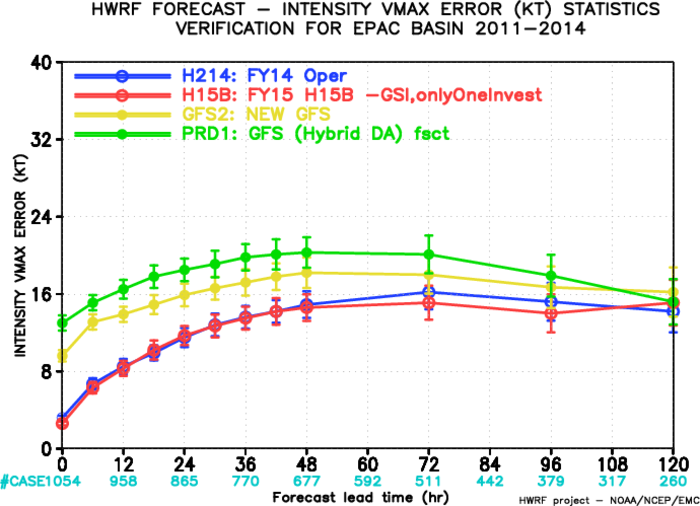 HWRF FORECAST – INTENSITY VMAX ERROR (KT) STATISTICS
VERIFICATION FOR EPAC BASIN 2011–2014
H214: FY14 Oper
H15B: FY15 H15B –GSI,onlyOneInvest
GFS2: NEW GFS
PRD1: GFS (Hybrid DA) fsct
INTENSITY VMAX ERROR (KT)
40
32
24
16
8
0
0 12 24 36 48 60 72 84 96 108 120
#CASE1054 958 865 770 677 592 511 442 379 317 260
Forecast lead time (hr)
HWRF project – NOAA/NCEP/EMC